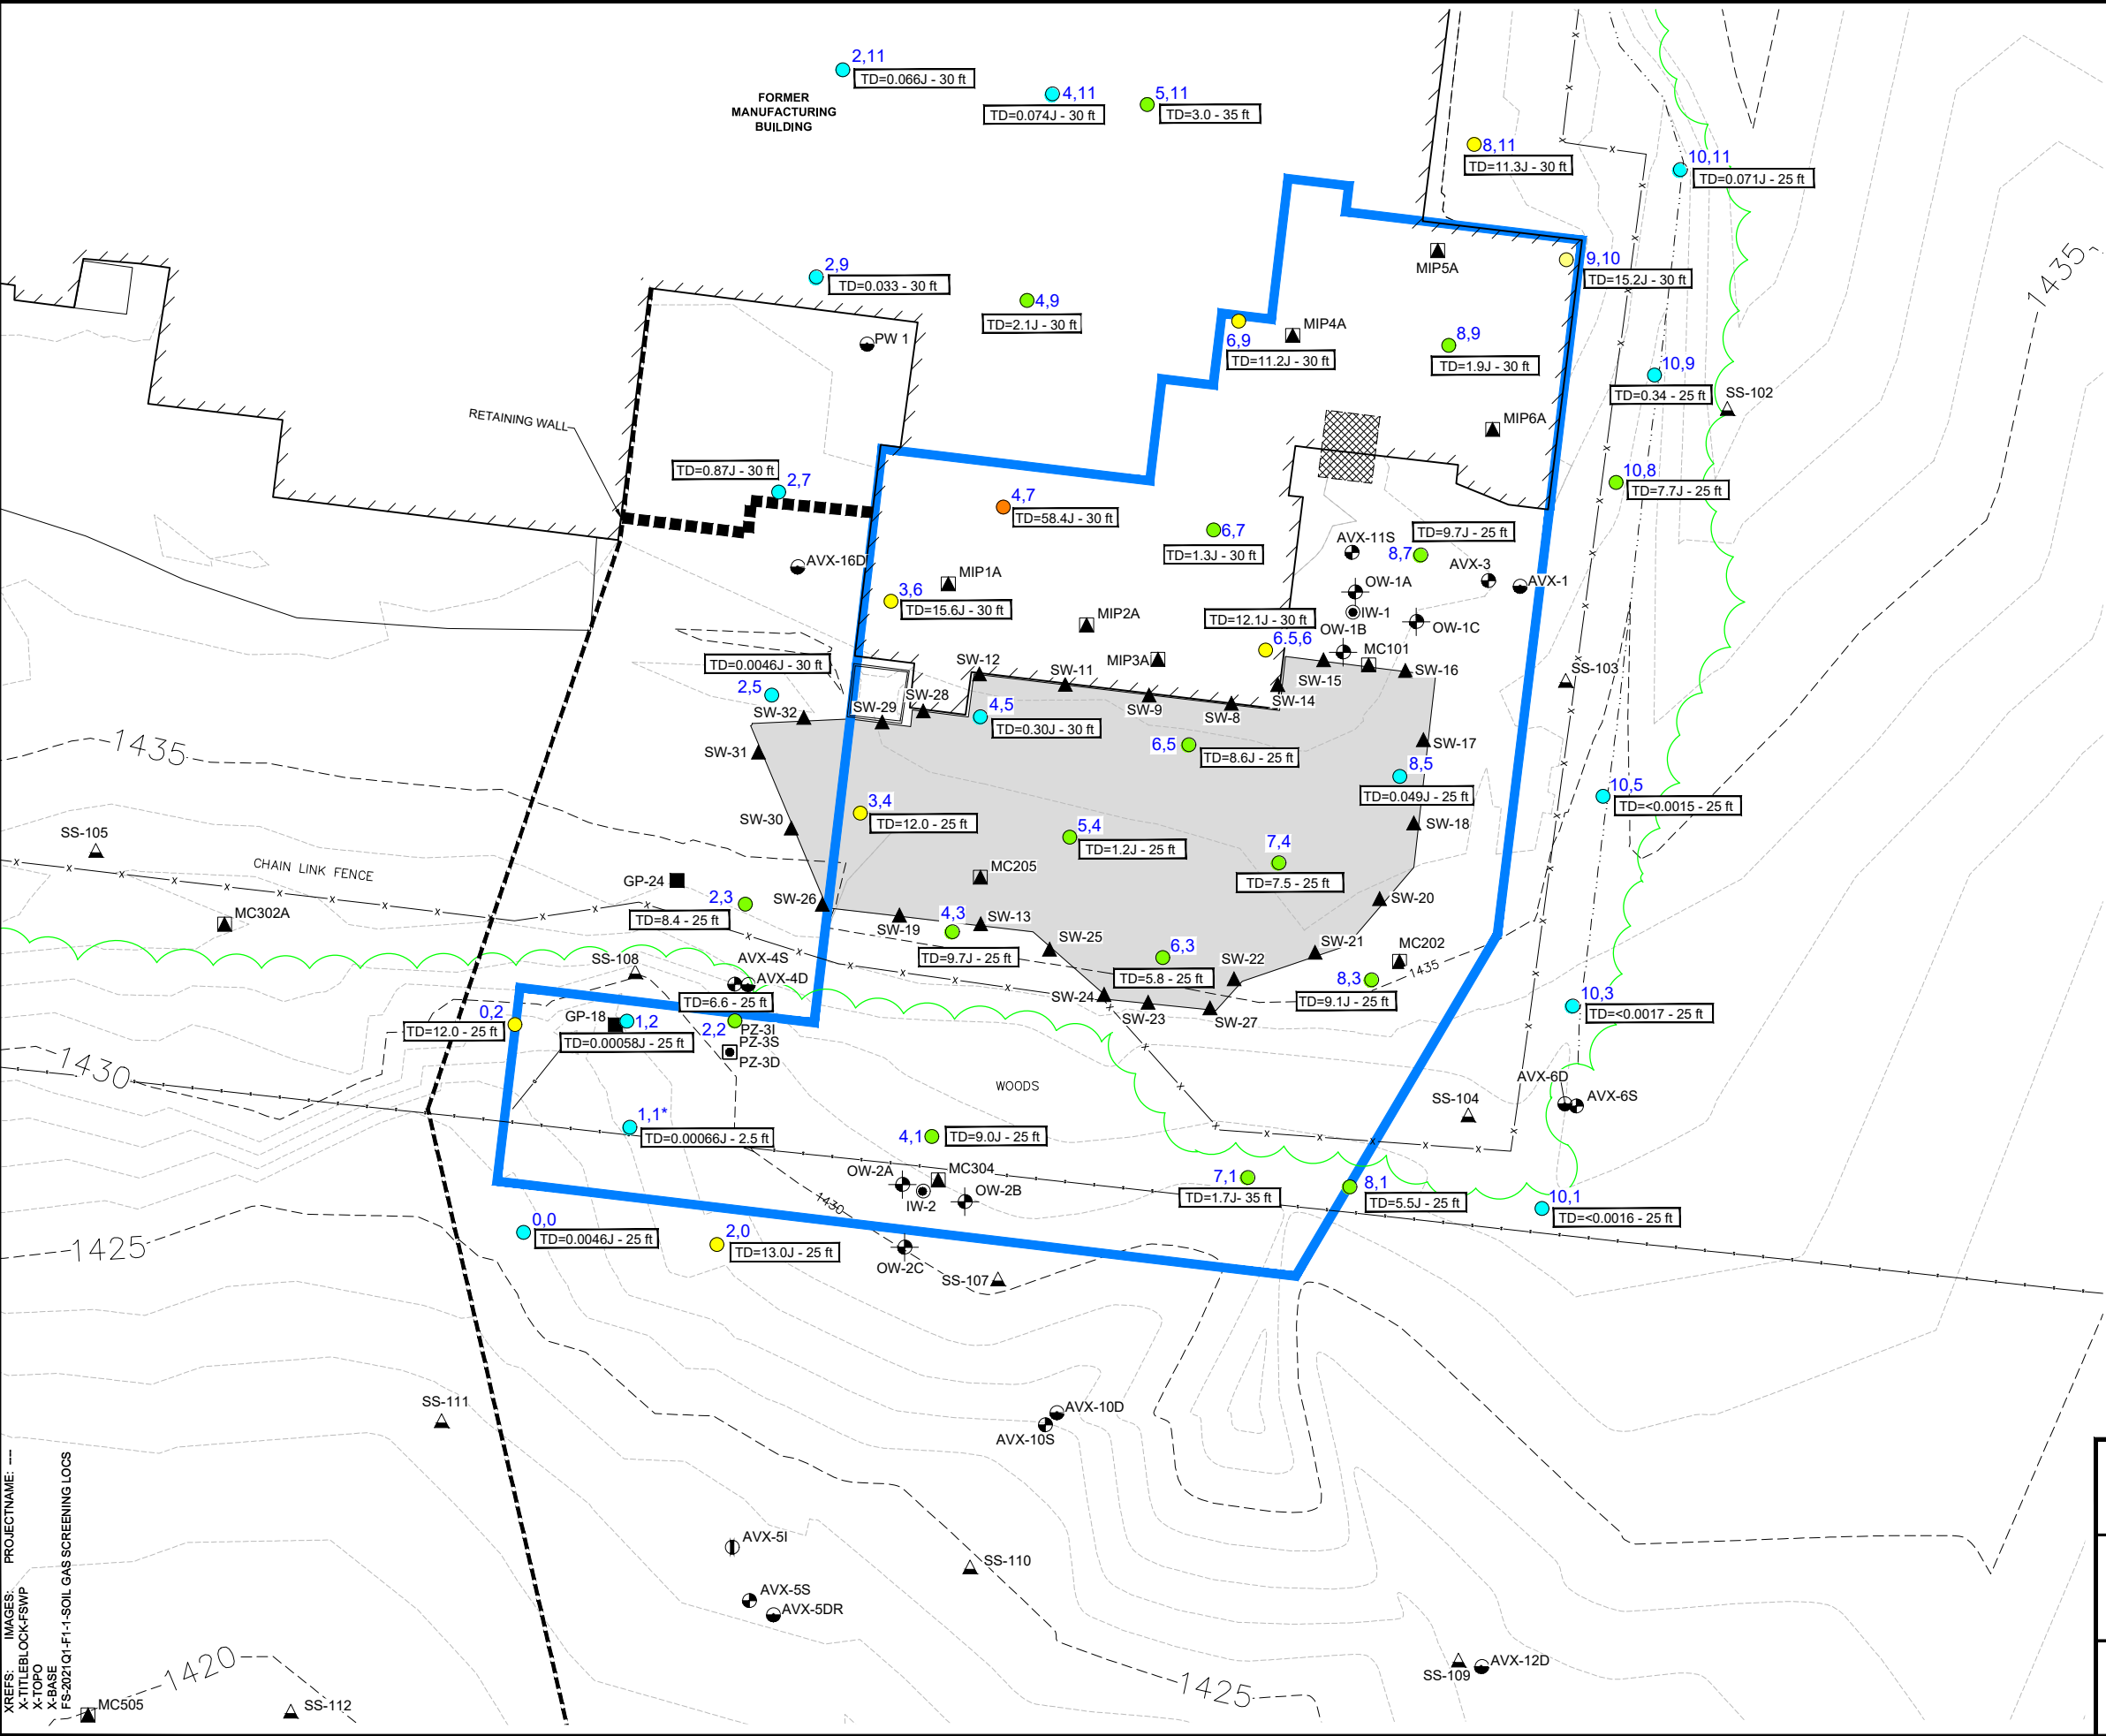 2,11
TD=0.066J - 30 ft
FORMER
MANUFACTURING
BUILDING
4,11
TD=0.074J - 30 ft
5,11
TD=3.0 - 35 ft
8,11
TD=11.3J - 30 ft
10,11
TD=0.071J - 25 ft
2,9
TD=0.033 - 30 ft
4,9
TD=2.1J - 30 ft
PW 1
MIP5A
9,10
TD=15.2J - 30 ft
1435
6,9
TD=11.2J - 30 ft
MIP4A
8,9
TD=1.9J - 30 ft
10,9
TD=0.34 - 25 ft
SS-102
RETAINING WALL
MIP6A
TD=0.87J - 30 ft
2,7
4,7
TD=58.4J - 30 ft
10,8
TD=7.7J - 25 ft
6,7
TD=1.3J - 30 ft
AVX-11S
TD=9.7J - 25 ft
8,7
AVX-3
AVX-1
AVX-16D
MIP1A
OW-1A
3,6
TD=15.6J - 30 ft
IW-1
MIP2A
TD=12.1J - 30 ft
6.5,6
OW-1B
OW-1C
MC101
MIP3A
TD=0.0046J - 30 ft
SW-12
SW-11
SW-15
SW-16
SS-103
2,5
SW-28
SW-9
SW-8
SW-14
SW-32
SW-29
4,5
TD=0.30J - 30 ft
1435
SW-31
6,5
TD=8.6J - 25 ft
SW-17
8,5
TD=0.049J - 25 ft
10,5
TD=<0.0015 - 25 ft
3,4
TD=12.0 - 25 ft
SW-30
5,4
TD=1.2J - 25 ft
SW-18
SS-105
7,4
TD=7.5 - 25 ft
CHAIN LINK FENCE
GP-24
MC205
2,3
TD=8.4 - 25 ft
SW-26
SW-20
MC302A
SW-19
4,3
TD=9.7J - 25 ft
SW-13
SW-25
SW-21
MC202
6,3
TD=5.8 - 25 ft
SW-22
1435
SS-108
AVX-4S
AVX-4D
SW-24
SW-23
SW-27
8,3
TD=9.1J - 25 ft
TD=6.6 - 25 ft
0,2
TD=12.0 - 25 ft
GP-18
1,2
TD=0.00058J - 25 ft
2,2
PZ-3I
PZ-3S
PZ-3D
10,3
TD=<0.0017 - 25 ft
1430
WOODS
AVX-6D
AVX-6S
SS-104
1,1*
TD=0.00066J - 2.5 ft
4,1
TD=9.0J - 25 ft
OW-2A
MC304
IW-2
OW-2B
1430
7,1
TD=1.7J- 35 ft
8,1
TD=5.5J - 25 ft
10,1
TD=<0.0016 - 25 ft
0,0
TD=0.0046J - 25 ft
2,0
TD=13.0J - 25 ft
1425
OW-2C
SS-107
SS-111
AVX-10D
AVX-10S
AVX-5I
SS-110
AVX-5S
AVX-5DR
SS-109
AVX-12D
1425
1420
MC505
SS-112
XREFS: IMAGES: PROJECTNAME: ----
X-TITLEBLOCK-FSWP
X-TOPO
X-BASE
FS-2021Q1-F1-1-SOIL GAS SCREENING LOCS